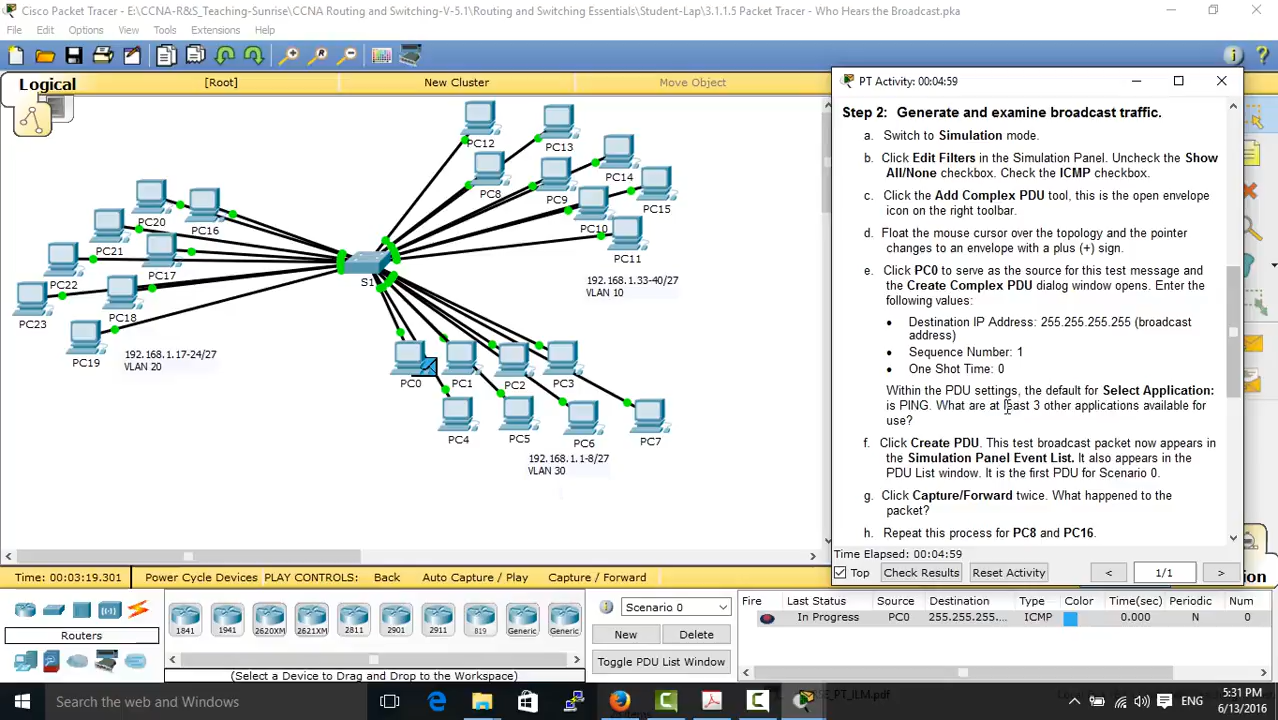 Cisco Packet Tracer - E:\CCNA-R&S_Teaching-Sunrise\CCNA Routing and Switching-V-5.1\Routing and Switching Essentials\Student-Lap\3.1.1.5 Packet Tracer - Who Hears the Broadcast.pka
File Edit Options View Tools Extensions Help
Logical
[Root]
New Cluster
Move Object
PC12
PC13
PC14
PC8
PC9
PC15
PC10
PC11
192.168.1.33-40/27
VLAN 10
PC20
PC16
PC21
PC17
PC22
PC18
PC23
PC19
192.168.1.17-24/27
VLAN 20
S1
PC0
PC1
PC2
PC3
PC4
PC5
PC6
PC7
192.168.1.1-8/27
VLAN 30
PT Activity: 00:04:59
Step 2: Generate and examine broadcast traffic.
a. Switch to Simulation mode.
b. Click Edit Filters in the Simulation Panel. Uncheck the Show
All/None checkbox. Check the ICMP checkbox.
c. Click the Add Complex PDU tool, this is the open envelope
icon on the right toolbar.
d. Float the mouse cursor over the topology and the pointer
changes to an envelope with a plus (+) sign.
e. Click PC0 to serve as the source for this test message and
the Create Complex PDU dialog window opens. Enter the
following values:
• Destination IP Address: 255.255.255.255 (broadcast
address)
• Sequence Number: 1
• One Shot Time: 0
Within the PDU settings, the default for Select Application:
is PING. What are at least 3 other applications available for
use?
f. Click Create PDU. This test broadcast packet now appears in
the Simulation Panel Event List. It also appears in the
PDU List window. It is the first PDU for Scenario 0.
g. Click Capture/Forward twice. What happened to the
packet?
h. Repeat this process for PC8 and PC16.
Time Elapsed: 00:04:59
Top
Check Results
Reset Activity
<
1/1
>
Time: 00:03:19.301
Power Cycle Devices PLAY CONTROLS: Back Auto Capture / Play Capture / Forward
Routers
1841
1941
2620XM
2621XM
2811
2901
2911
819
Generic
Generic
(Select a Device to Drag and Drop to the Workspace)
Scenario 0
New
Delete
Toggle PDU List Window
Fire Last Status Source Destination Type Color Time(sec) Periodic Num
In Progress PC0 255.255.255.... ICMP 0.000 N 0
Search the web and Windows
ENG
5:31 PM
6/13/2016